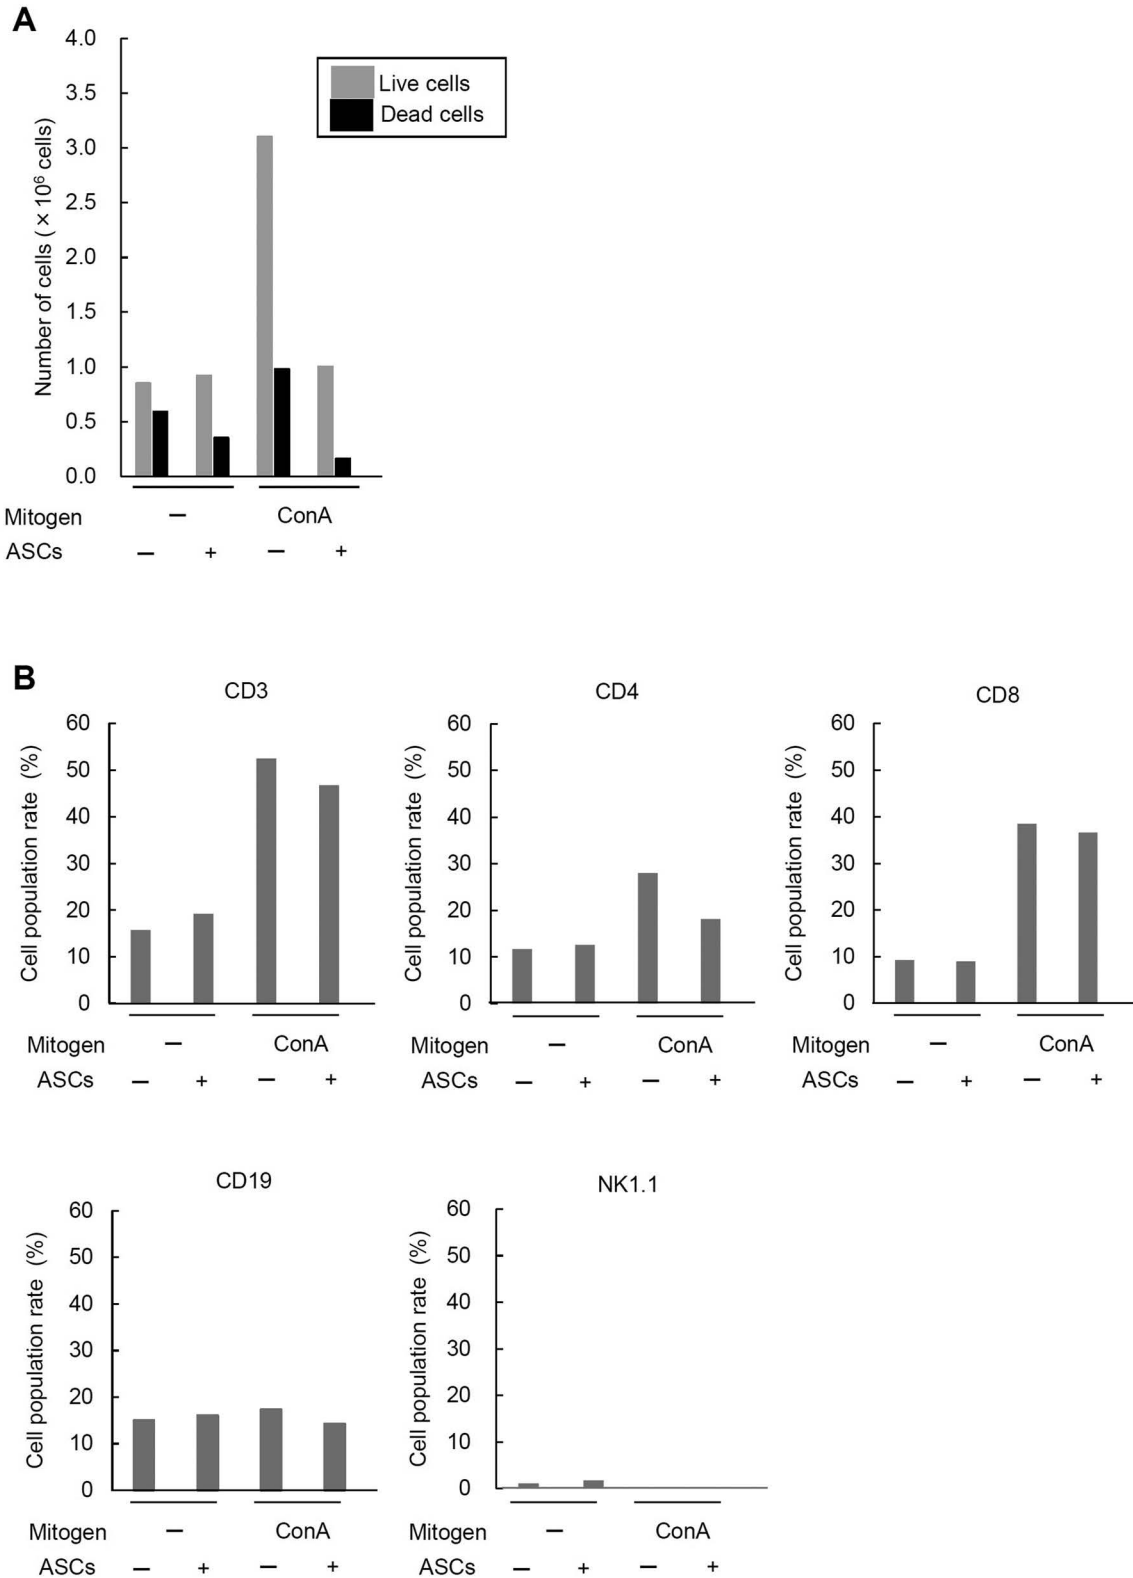 A
4.0
3.5
3.0
2.5
2.0
1.5
1.0
0.5
0.0
Number of cells ( × 10⁶ cells)
Live cells
Dead cells
Mitogen – ConA
ASCs – + – +
B
CD3
60
50
40
30
20
10
0
Cell population rate (%)
Mitogen – ConA
ASCs – + – +
CD4
60
50
40
30
20
10
0
Cell population rate (%)
Mitogen – ConA
ASCs – + – +
CD8
60
50
40
30
20
10
0
Cell population rate (%)
Mitogen – ConA
ASCs – + – +
CD19
60
50
40
30
20
10
0
Cell population rate (%)
Mitogen – ConA
ASCs – + – +
NK1.1
60
50
40
30
20
10
0
Cell population rate (%)
Mitogen – ConA
ASCs – + – +